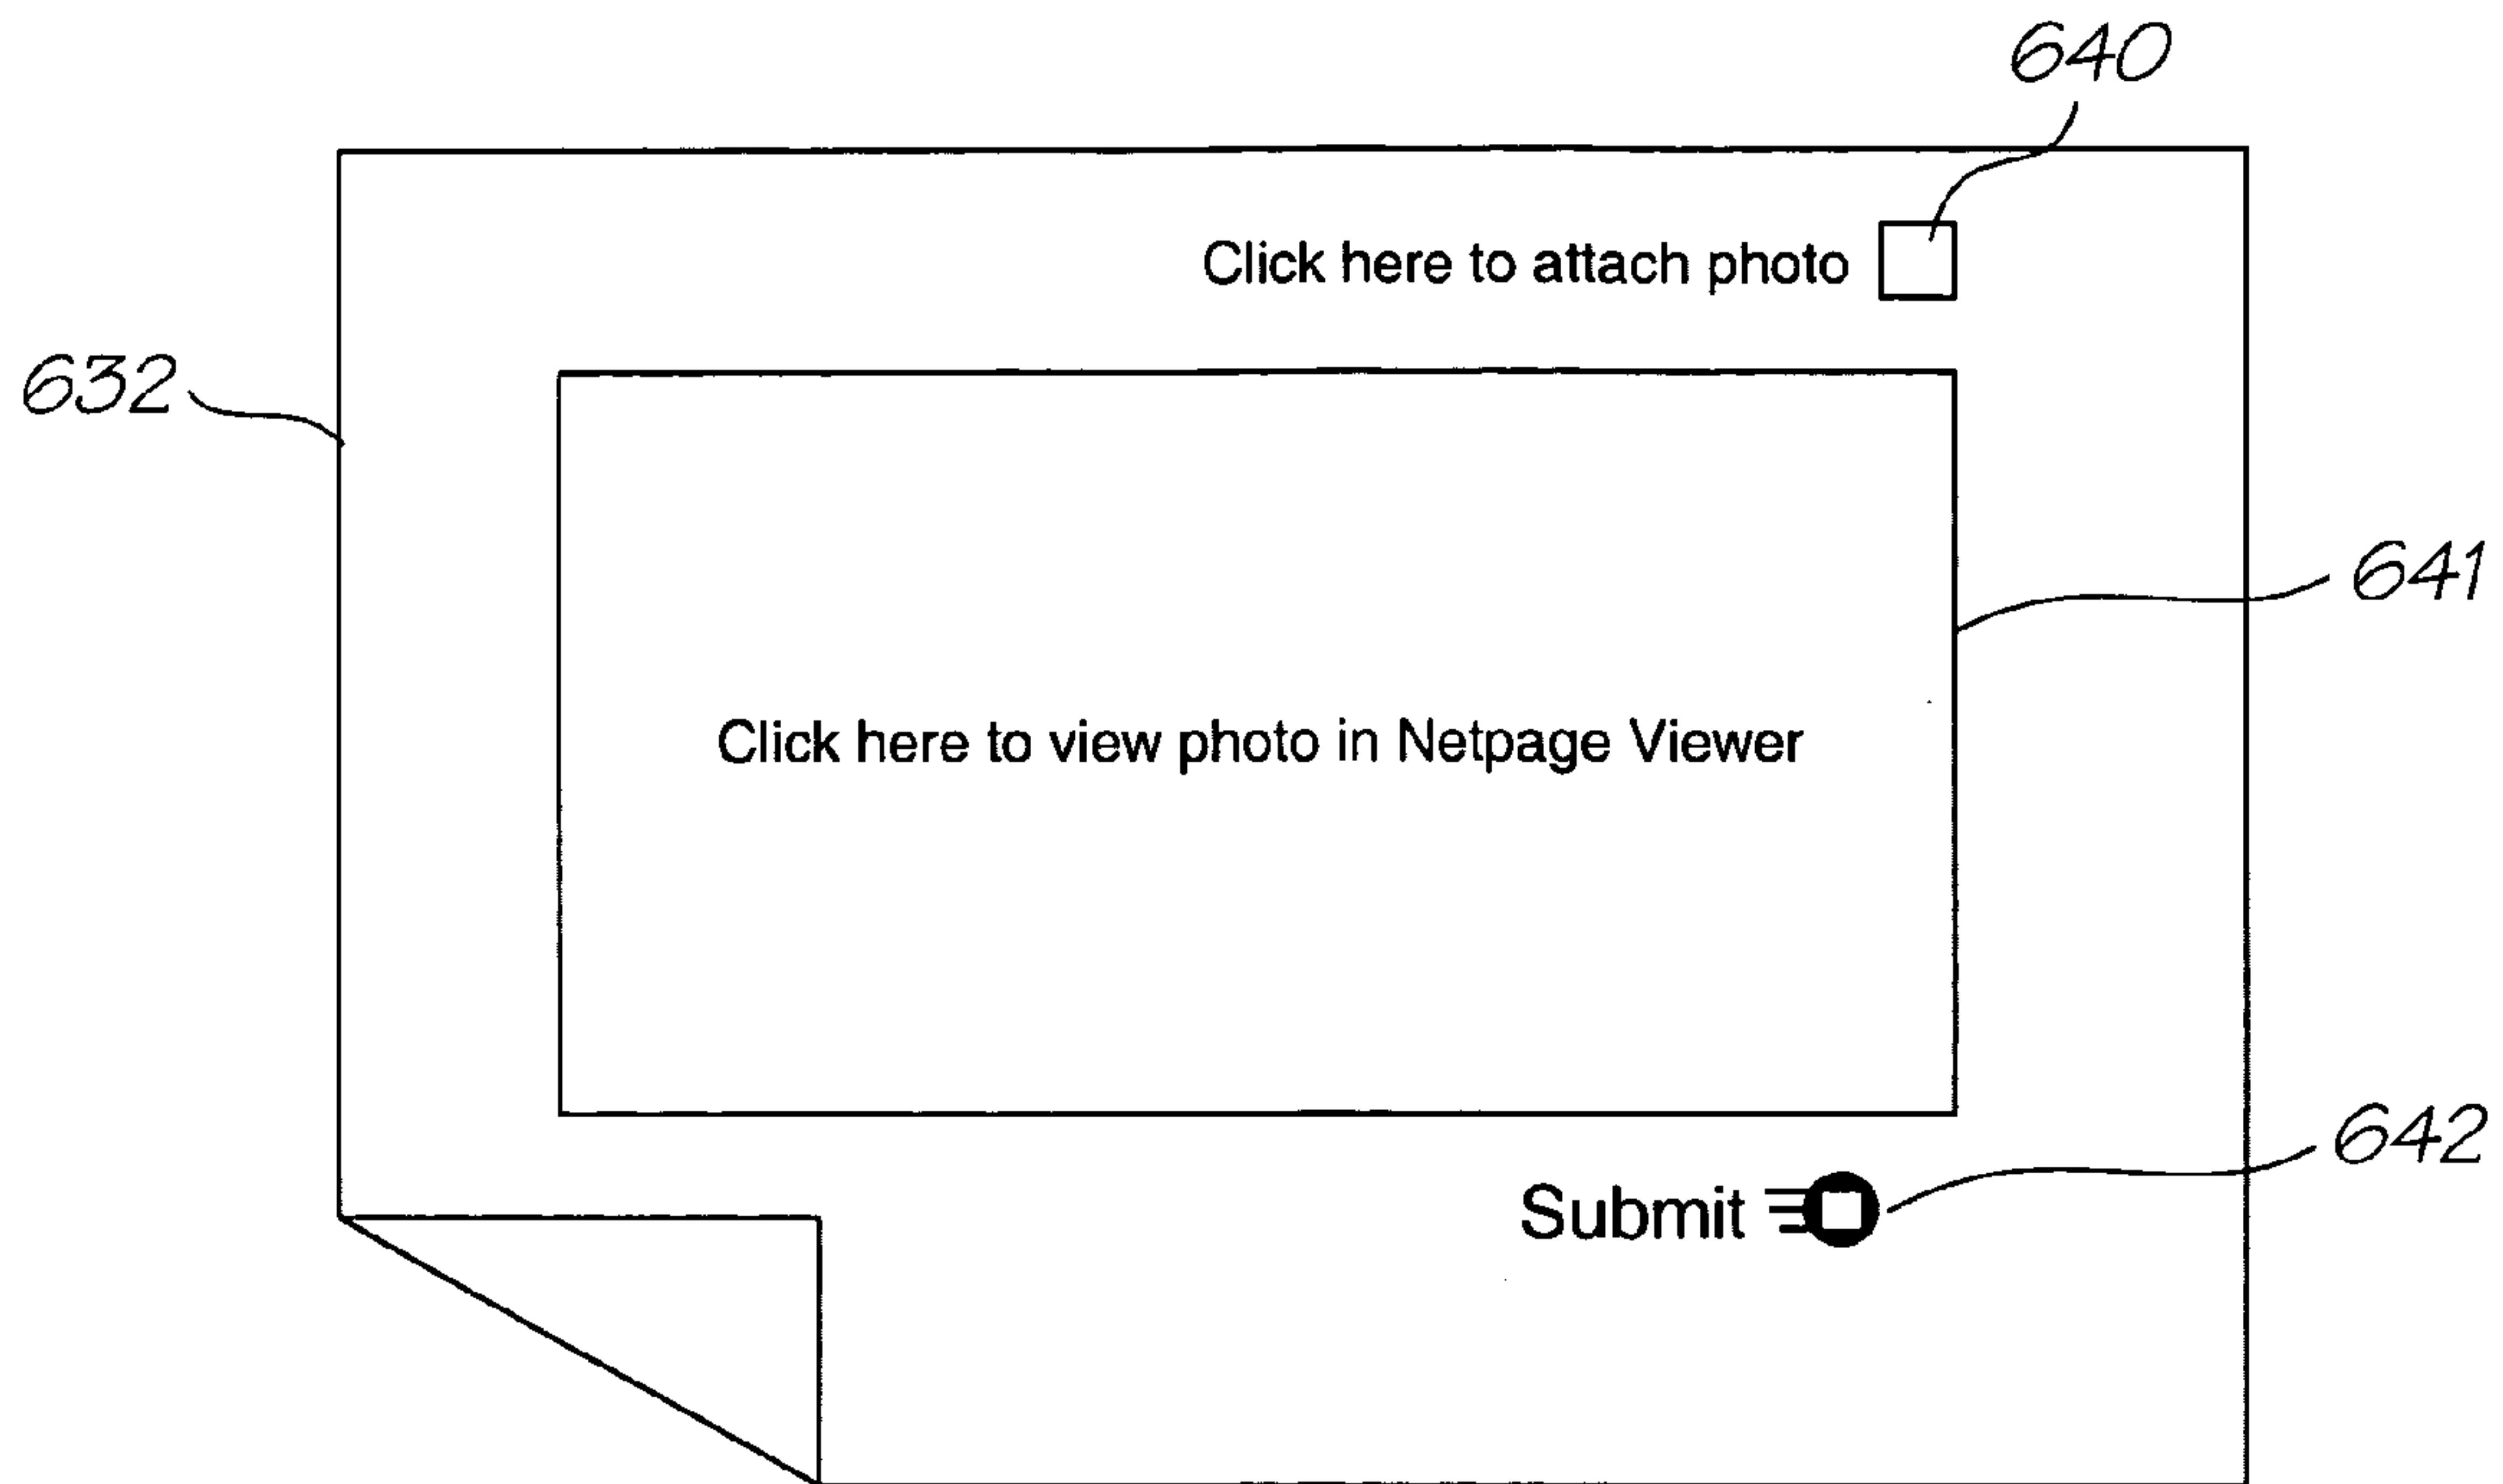 640
Click here to attach photo
632
641
Click here to view photo in Netpage Viewer
642
Submit